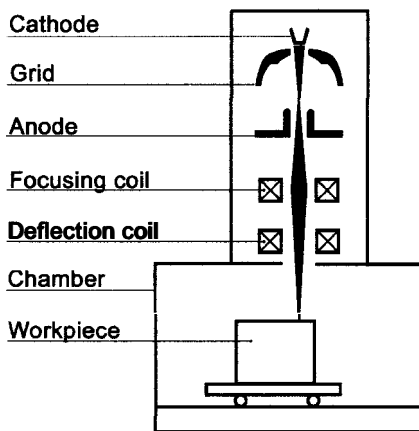 Cathode
Grid
Anode
Focusing coil
Deflection coil
Chamber
Workpiece